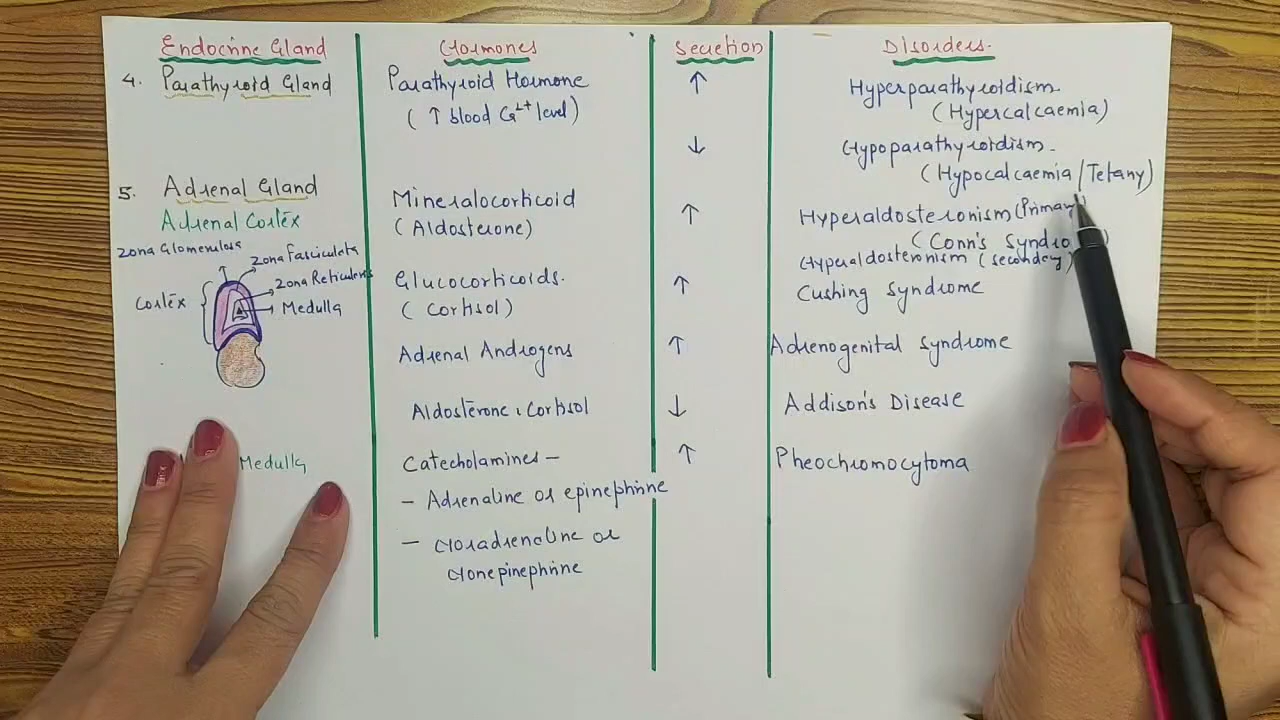 Endocrine Gland Hormones Secretion Disorders.
4. Parathyroid Gland Parathyroid Hormone ↑ Hyperparathyroidism.
(↑ blood Ca2+ level) (Hypercalcaemia)
↓ Hypoparathyroidism.
(Hypocalcaemia/Tetany)
5. Adrenal Gland Mineralocorticoid ↑ Hyperaldosteronism (Primary)
Adrenal Cortex (Aldosterone) (Conn's Syndro
Hyperaldosteronism (secondary)
Zona Glomerulosa
Zona Fasciculata
Zona Reticularis
Medulla
Cortex
Glucocorticoids. ↑ Cushing Syndrome
(Cortisol)
Adrenal Androgens ↑ Adrenogenital Syndrome
Aldosterone, Cortisol ↓ Addison's Disease
Medulla Catecholamines – ↑ Pheochromocytoma
– Adrenaline or epinephrine
– Noradrenaline or
Nonepinephrine